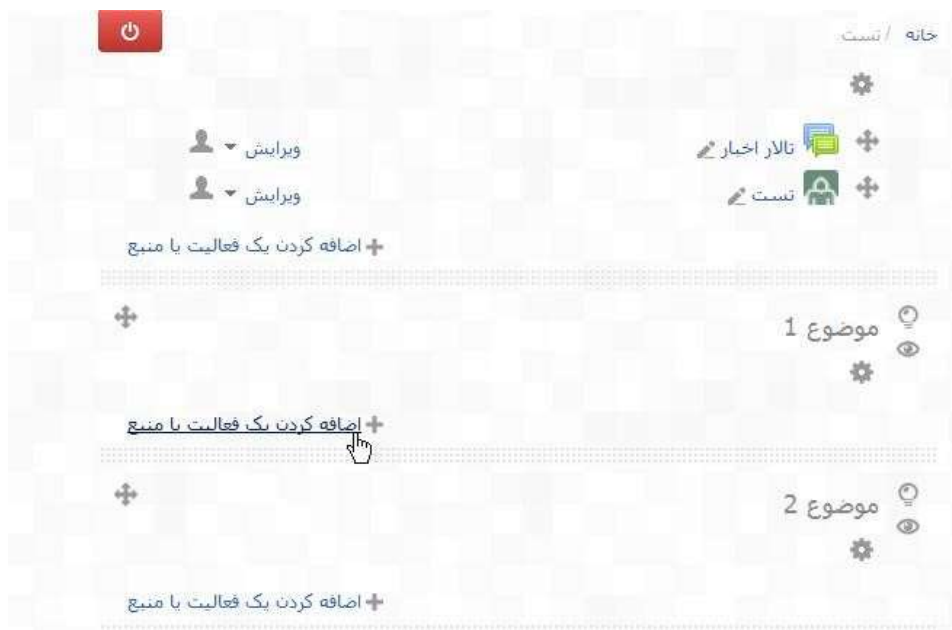 خانه / تست
تالار اخبار ویرایش
تست ویرایش
اضافه کردن یک فعالیت یا منبع
موضوع 1
اضافه کردن یک فعالیت یا منبع
موضوع 2
اضافه کردن یک فعالیت یا منبع